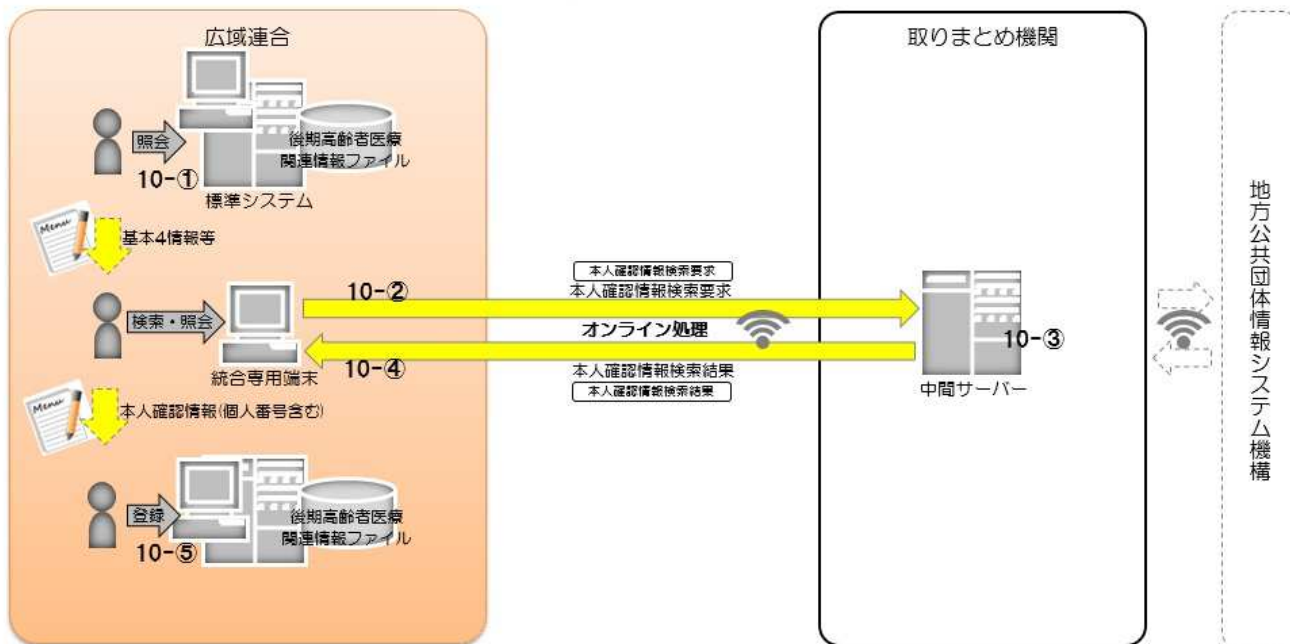 広域連合
取りまとめ機関
照会
10-①
後期高齢者医療
関連情報ファイル
標準システム
Menu
基本4情報等
検索・照会
統合専用端末
10-②
本人確認情報検索要求
本人確認情報検索要求
オンライン処理
10-④
本人確認情報検索結果
本人確認情報検索結果
10-③
中間サーバー
Menu
本人確認情報(個人番号含む)
登録
10-⑤
後期高齢者医療
関連情報ファイル
地方公共団体情報システム機構